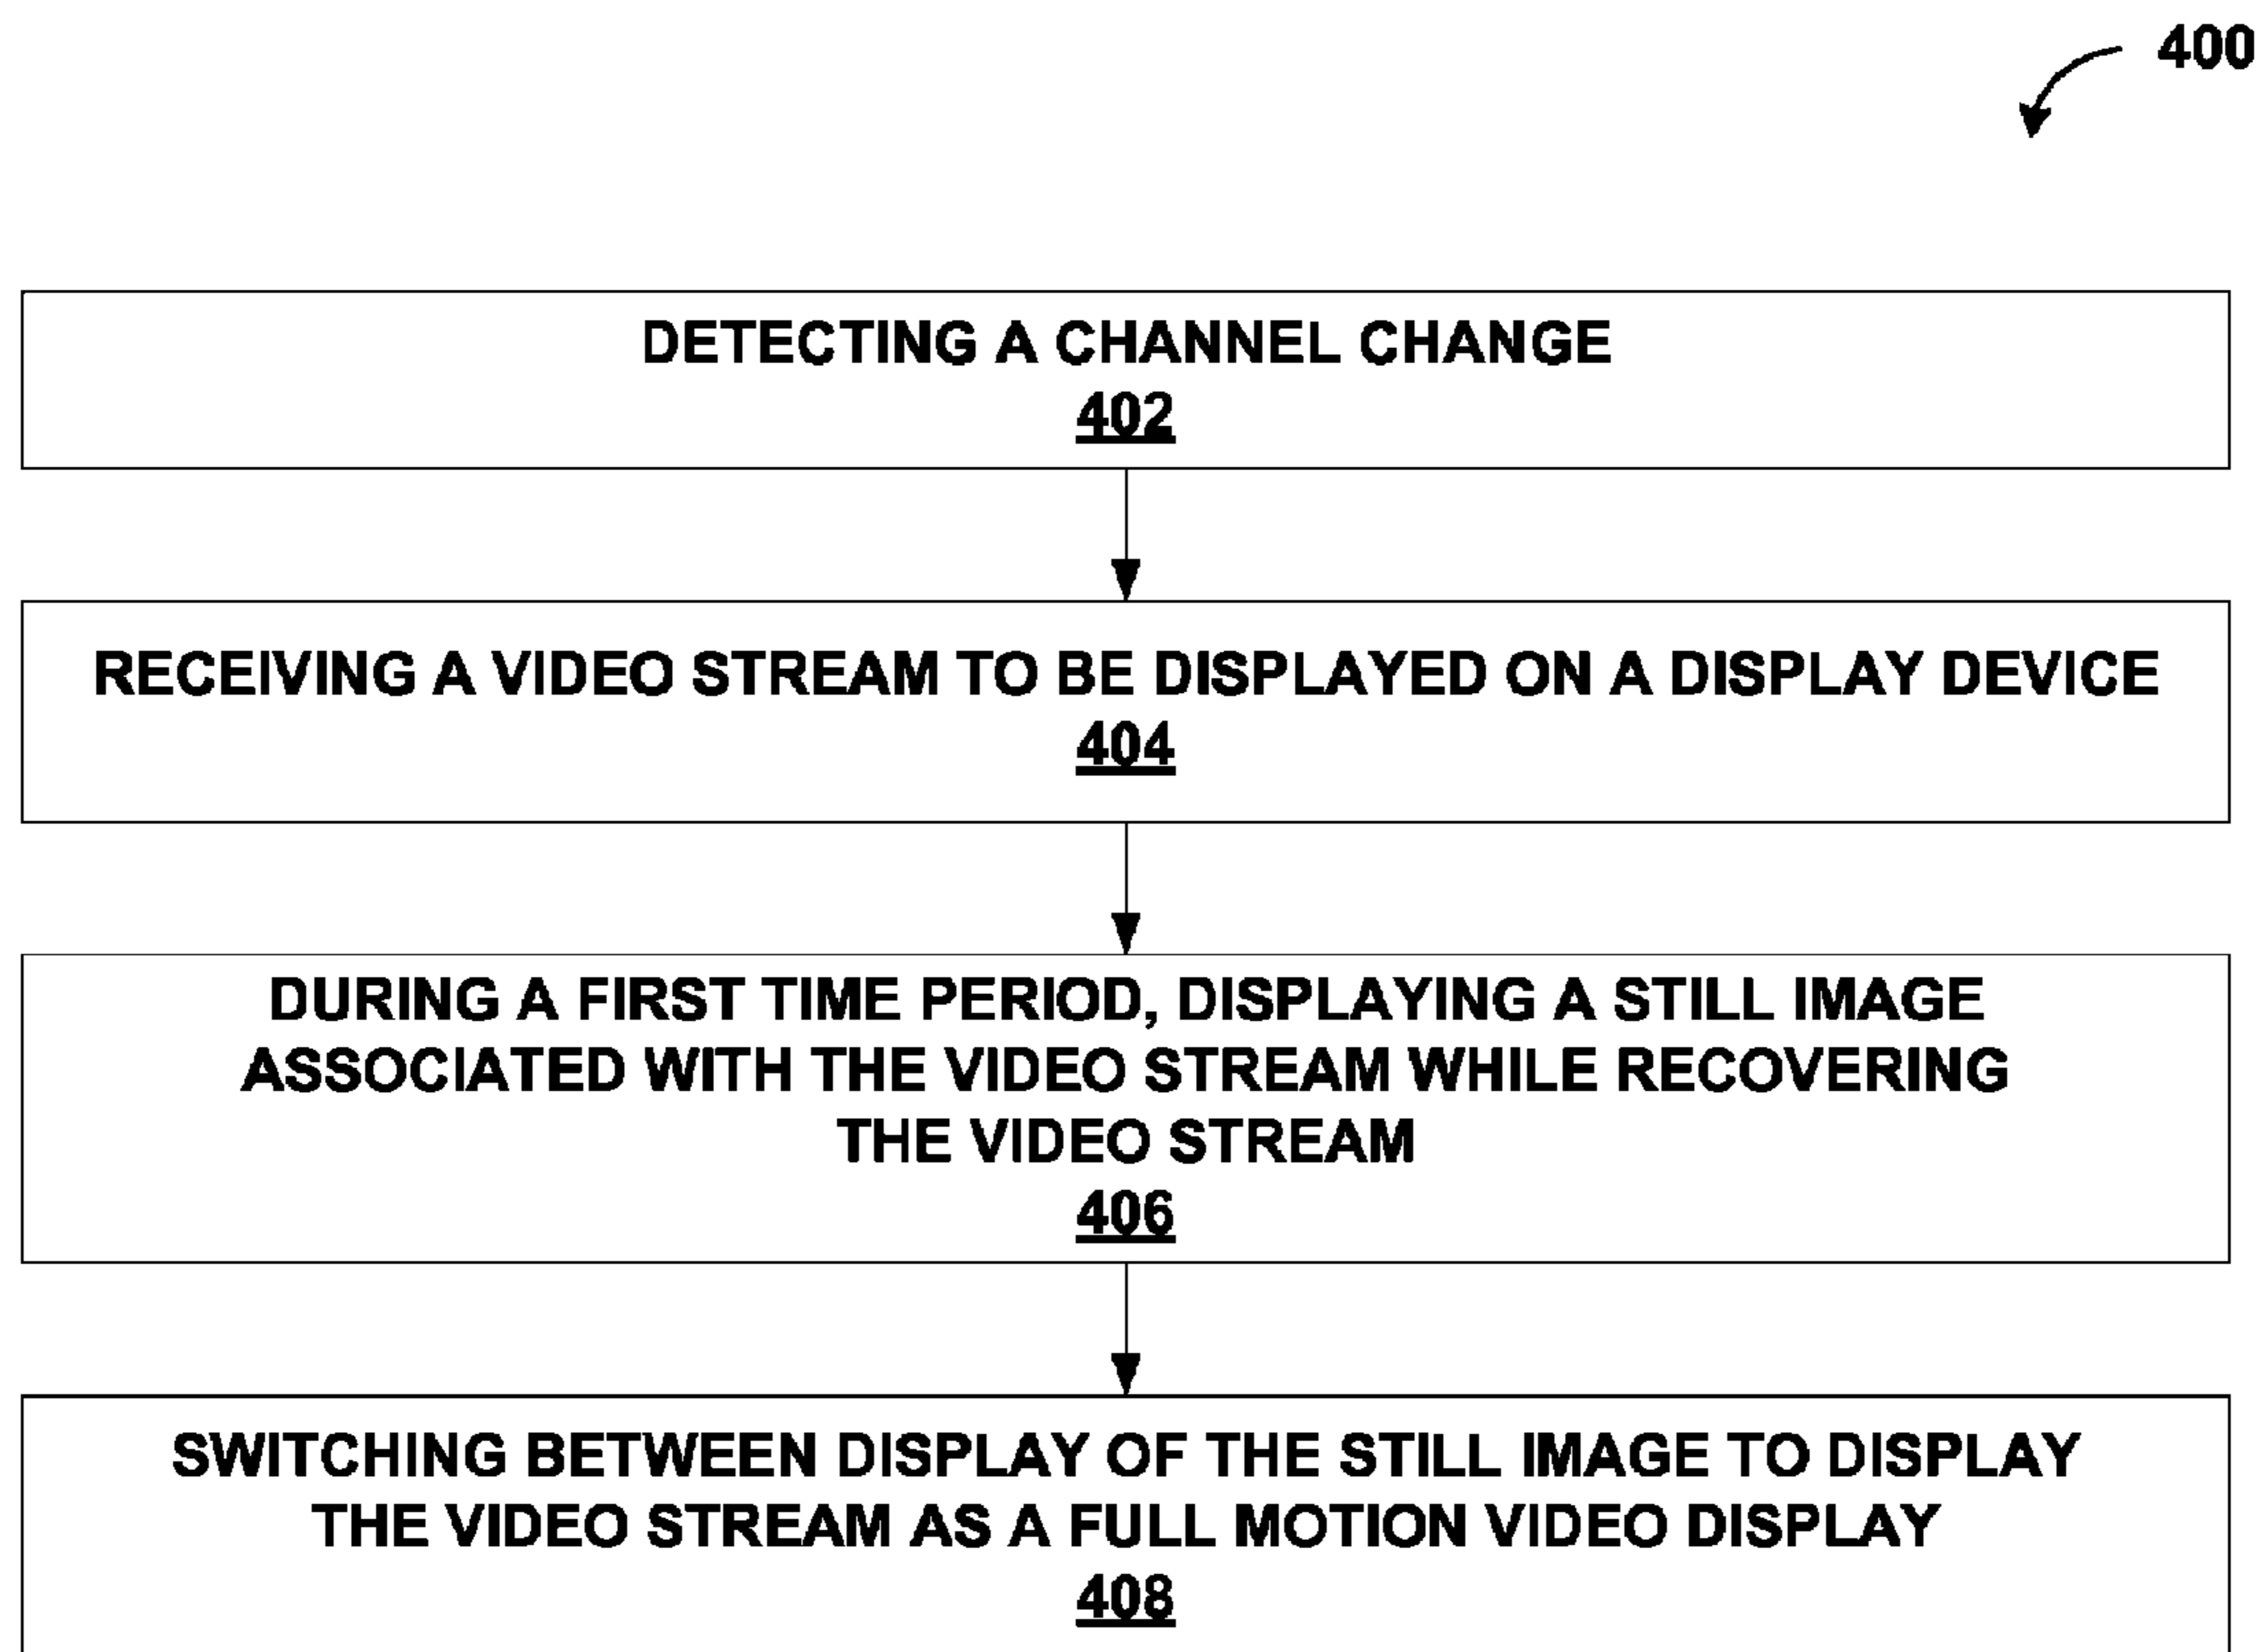 400
DETECTING A CHANNEL CHANGE
402
RECEIVING A VIDEO STREAM TO BE DISPLAYED ON A DISPLAY DEVICE
404
DURING A FIRST TIME PERIOD, DISPLAYING A STILL IMAGE
ASSOCIATED WITH THE VIDEO STREAM WHILE RECOVERING
THE VIDEO STREAM
406
SWITCHING BETWEEN DISPLAY OF THE STILL IMAGE TO DISPLAY
THE VIDEO STREAM AS A FULL MOTION VIDEO DISPLAY
408